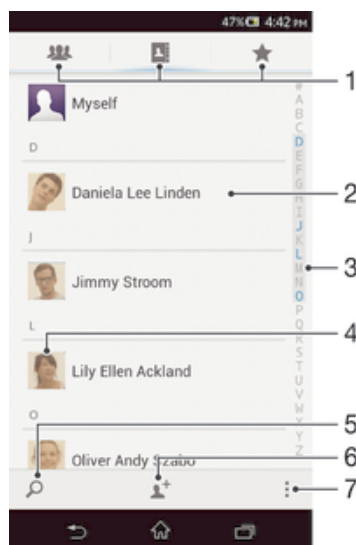 47% 4:42 PM
1
#
A
B
C
Myself
D
D
E
F
G
Daniela Lee Linden
2
H
I
J
J
K
L
3
M
N
Jimmy Stroom
O
P
Q
4
R
L
S
T
U
Lily Ellen Ackland
V
W
X
O
Y
5
Z
Oliver Andy Szabo
6
7